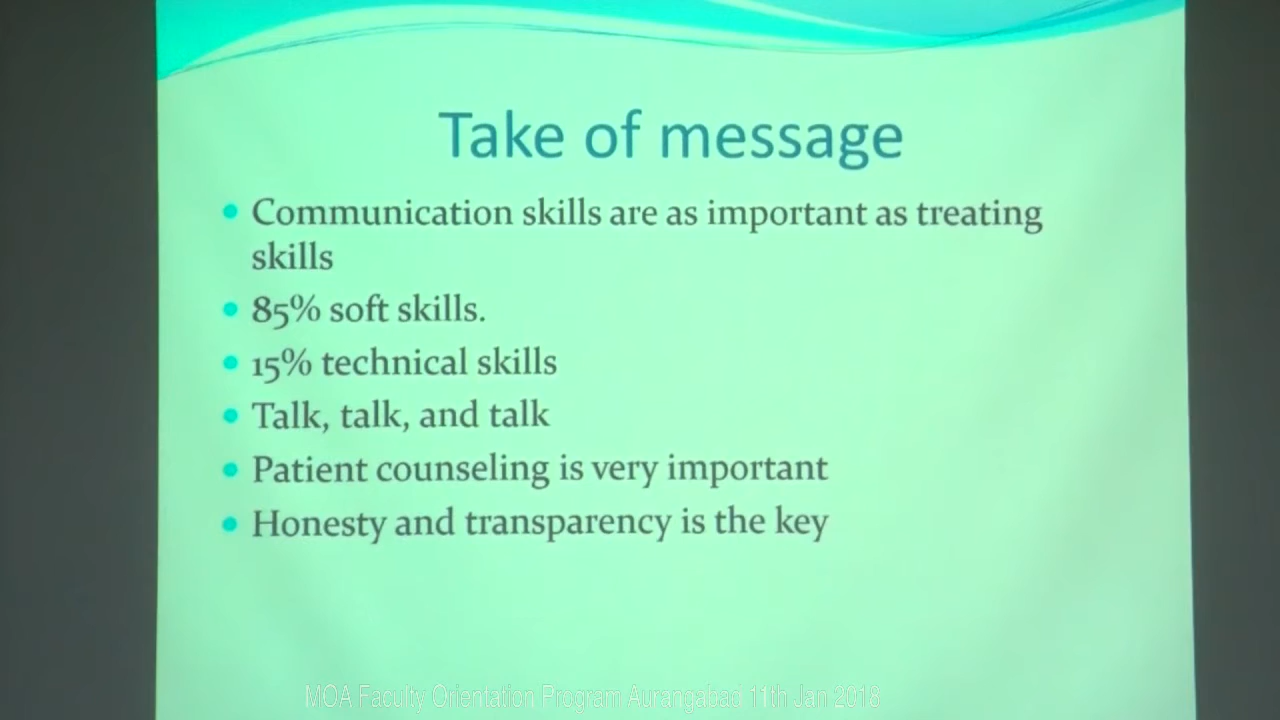 Take of message
• Communication skills are as important as treating
skills
• 85% soft skills.
• 15% technical skills
• Talk, talk, and talk
• Patient counseling is very important
• Honesty and transparency is the key
MOA Faculty Orientation Program Aurangabad 11th Jan 2018